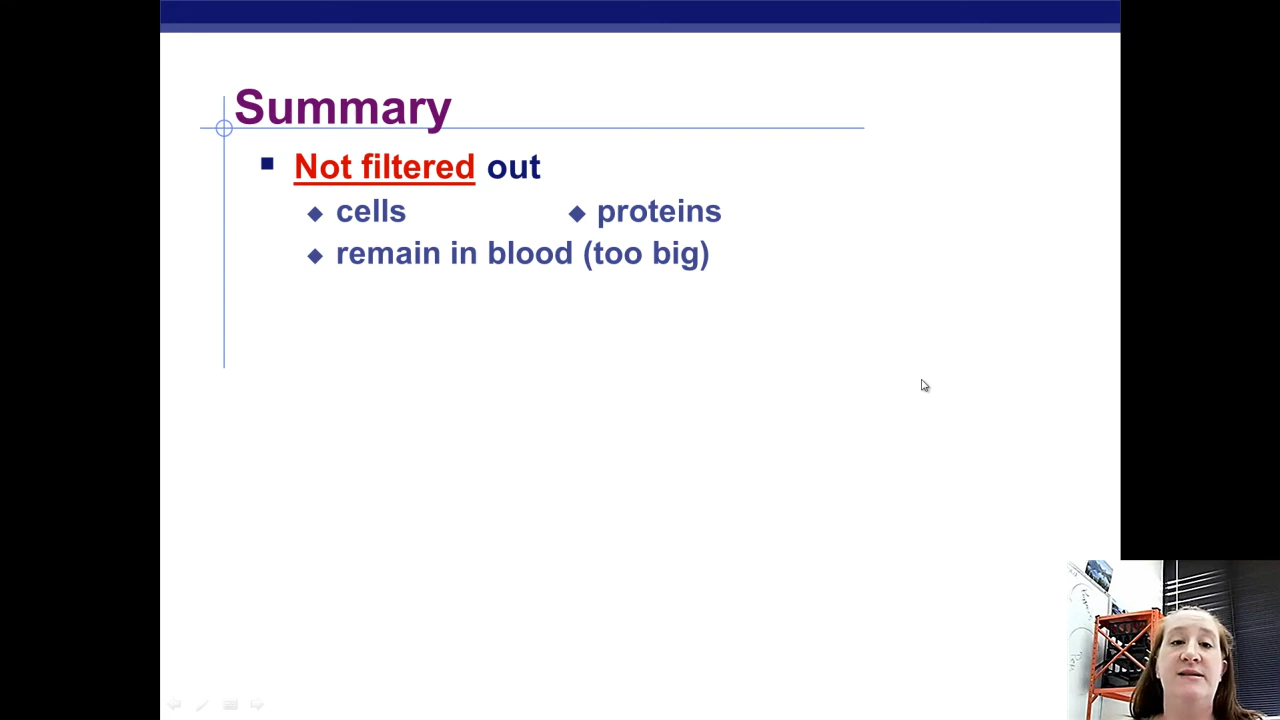 Summary
Not filtered out
cells proteins
remain in blood (too big)